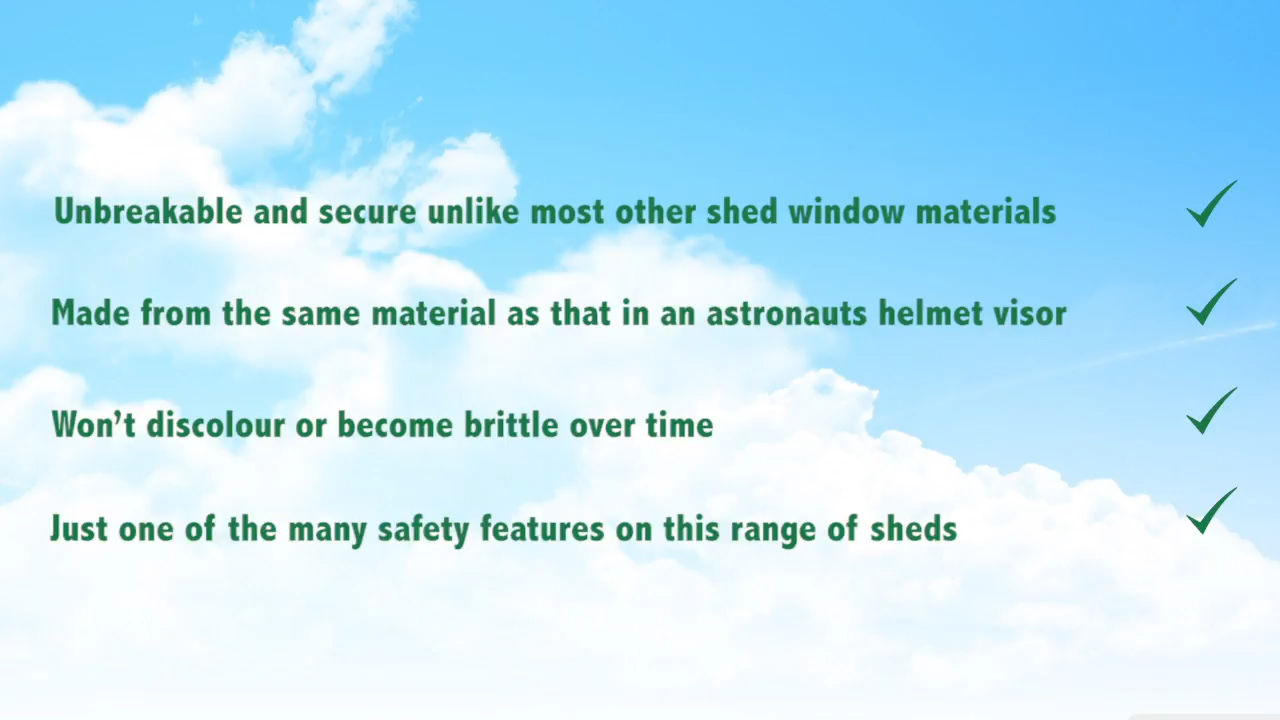 Unbreakable and secure unlike most other shed window materials
Made from the same material as that in an astronauts helmet visor
Won’t discolour or become brittle over time
Just one of the many safety features on this range of sheds